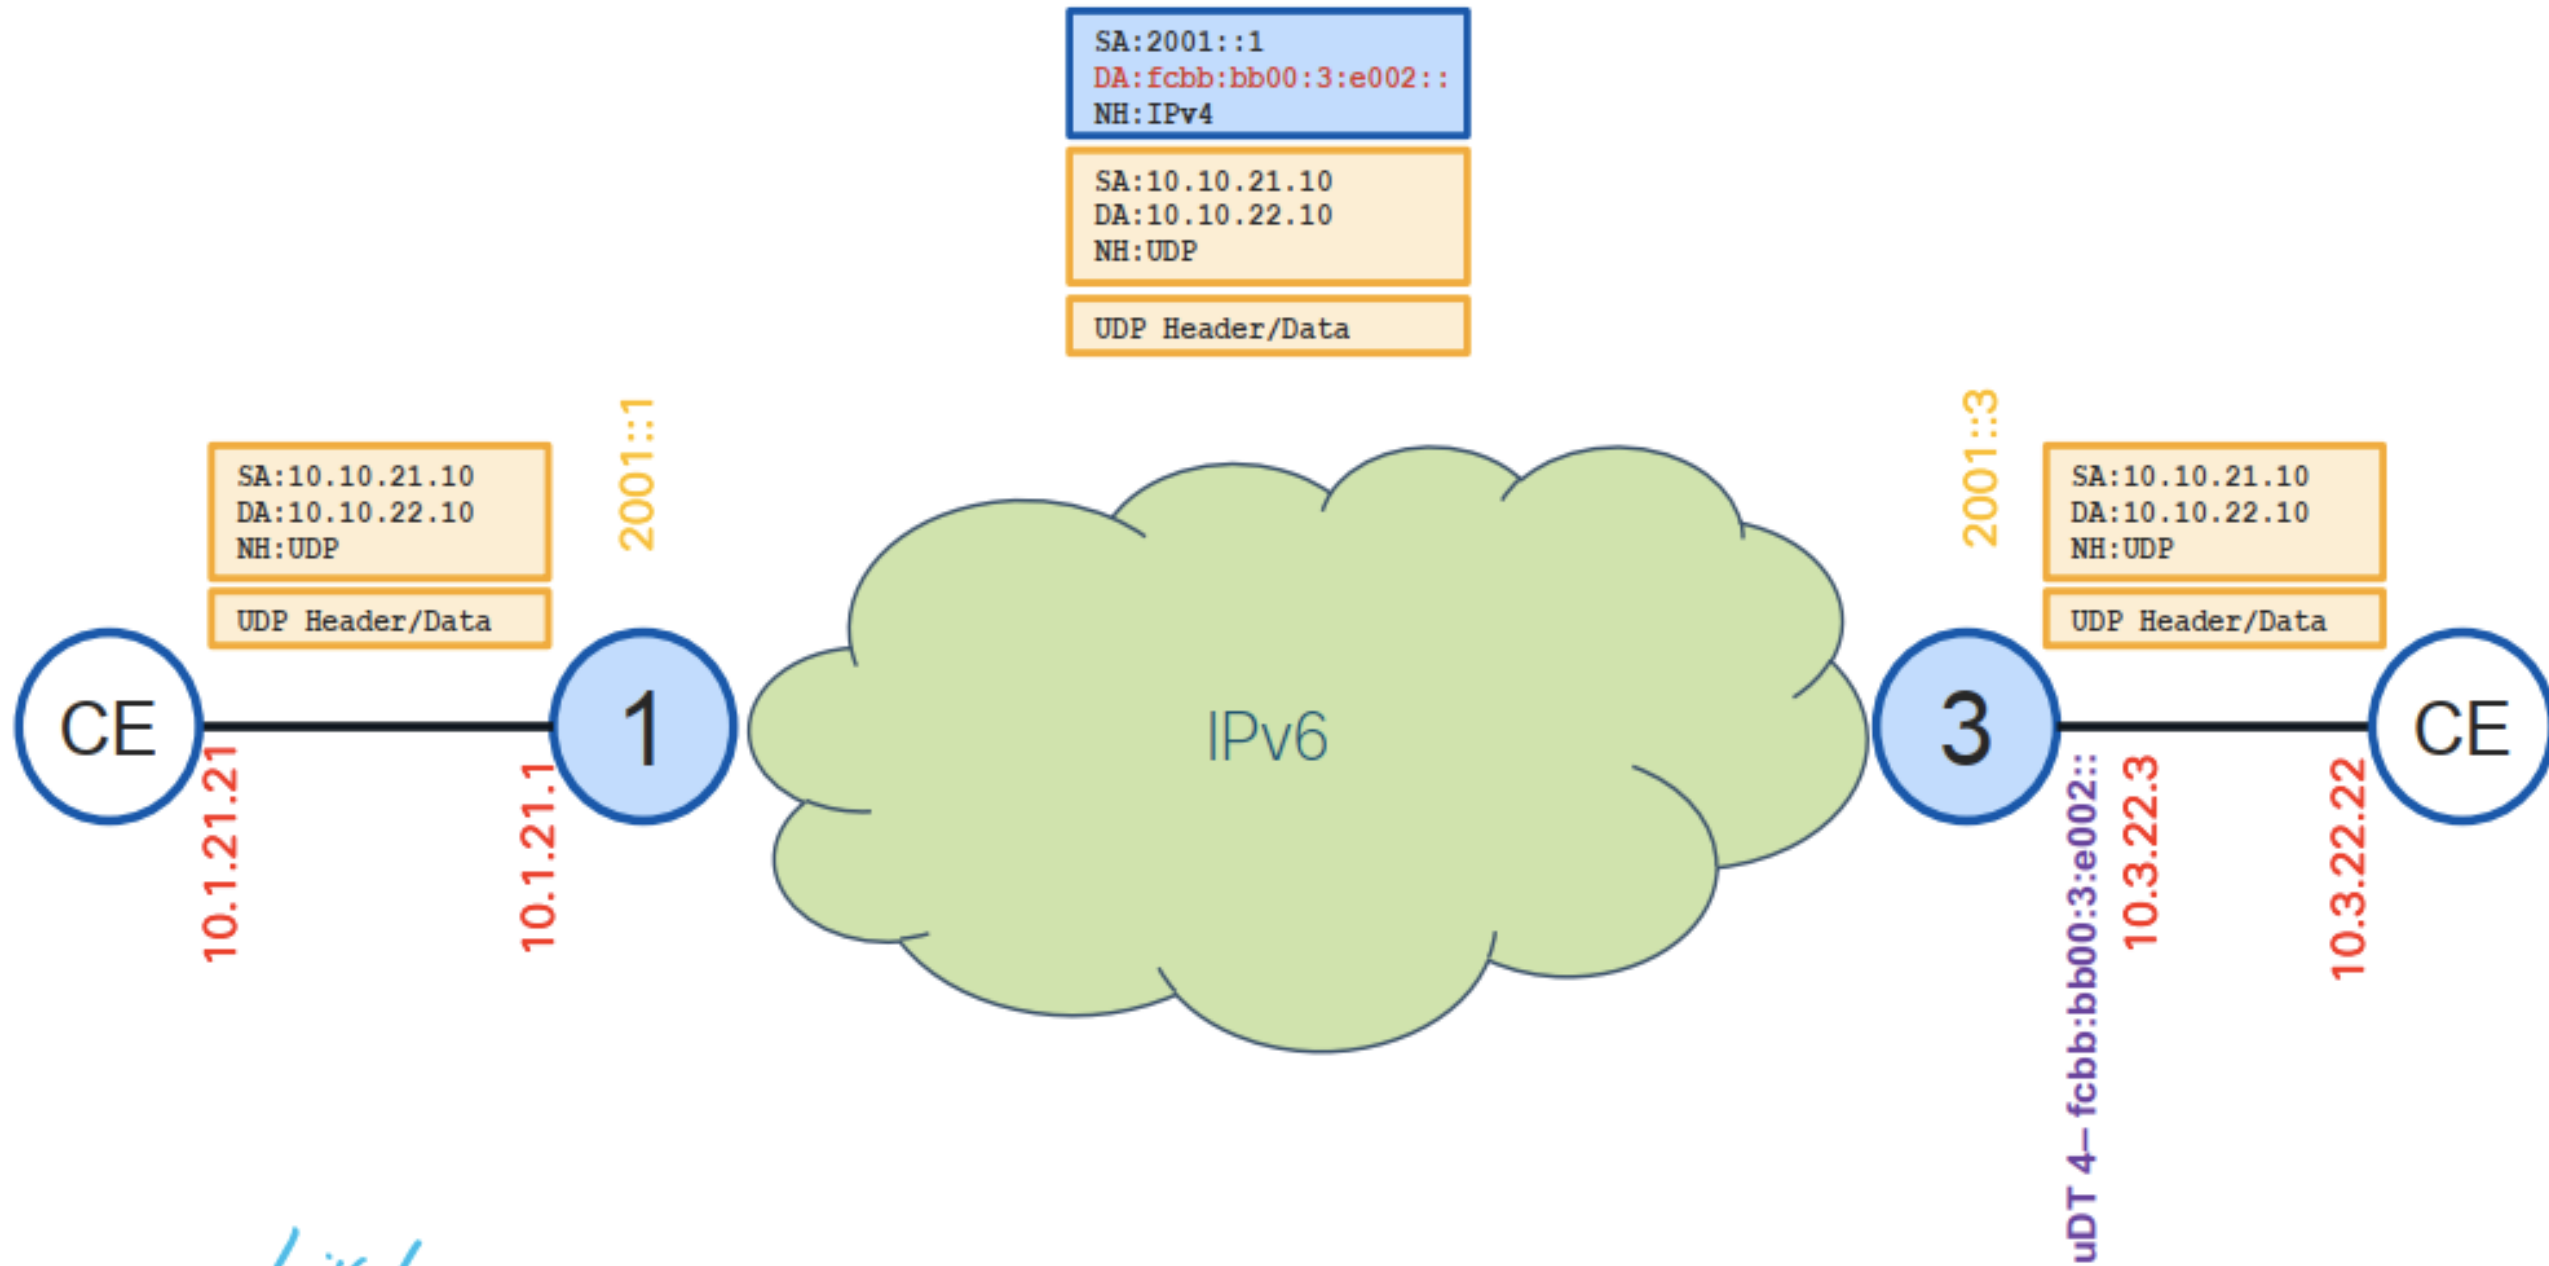 SA:2001::1
DA:fcbb:bb00:3:e002::
NH:IPv4
SA:10.10.21.10
DA:10.10.22.10
NH:UDP
UDP Header/Data
2001::1
2001::3
SA:10.10.21.10
DA:10.10.22.10
NH:UDP
UDP Header/Data
SA:10.10.21.10
DA:10.10.22.10
NH:UDP
UDP Header/Data
CE
1
IPv6
3
CE
10.1.21.21
10.1.21.1
uDT 4– fcbb:bb00:3:e002::
10.3.22.3
10.3.22.22